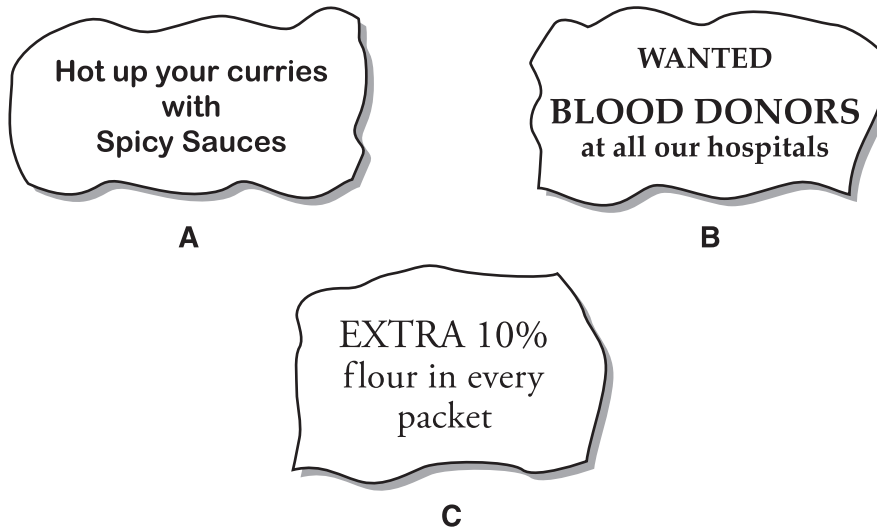 Hot up your curries
with
Spicy Sauces
A
WANTED
BLOOD DONORS
at all our hospitals
B
EXTRA 10%
flour in every
packet
C